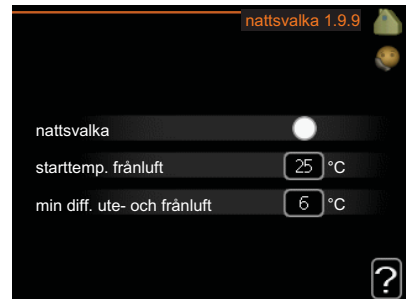 nattsvalka 1.9.9
nattsvalka
starttemp. frånluft 25 °C
min diff. ute- och frånluft 6 °C
?